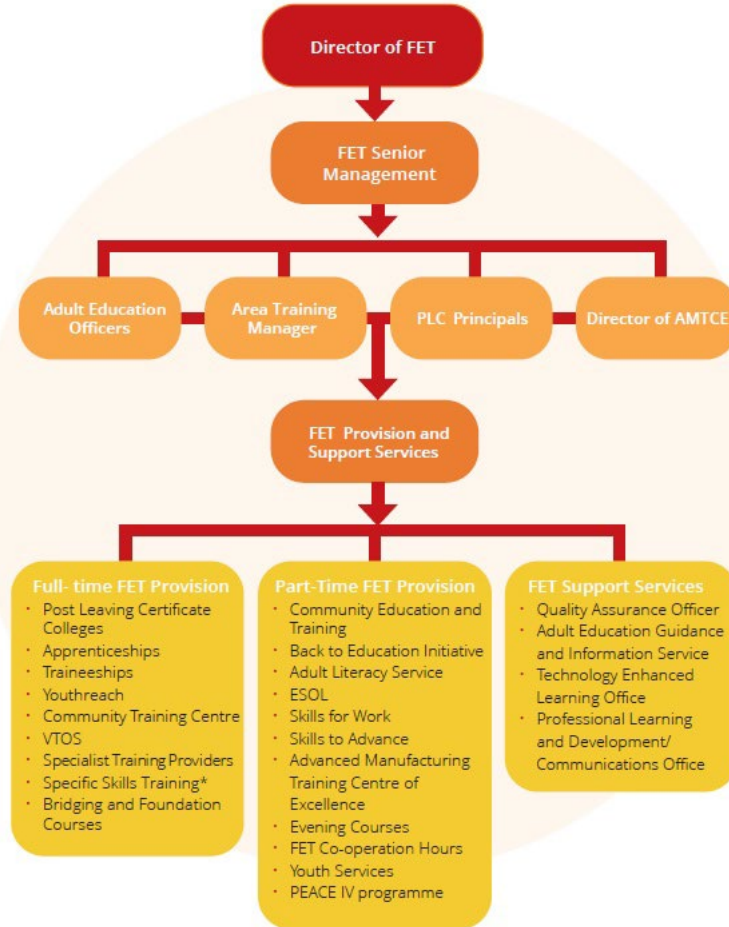 Director of FET
FET Senior
Management
Adult Education
Officers
Area Training
Manager
PLC Principals
Director of AMTCE
FET Provision and
Support Services
Full- time FET Provision
• Post Leaving Certificate
Colleges
• Apprenticeships
• Traineeships
• Youthreach
• Community Training Centre
• VTOS
• Specialist Training Providers
• Specific Skills Training*
• Bridging and Foundation
Courses
Part-Time FET Provision
• Community Education and
Training
• Back to Education Initiative
• Adult Literacy Service
• ESOL
• Skills for Work
• Skills to Advance
• Advanced Manufacturing
Training Centre of
Excellence
• Evening Courses
• FET Co-operation Hours
• Youth Services
• PEACE IV programme
FET Support Services
• Quality Assurance Officer
• Adult Education Guidance
and Information Service
• Technology Enhanced
Learning Office
• Professional Learning
and Development/
Communications Office